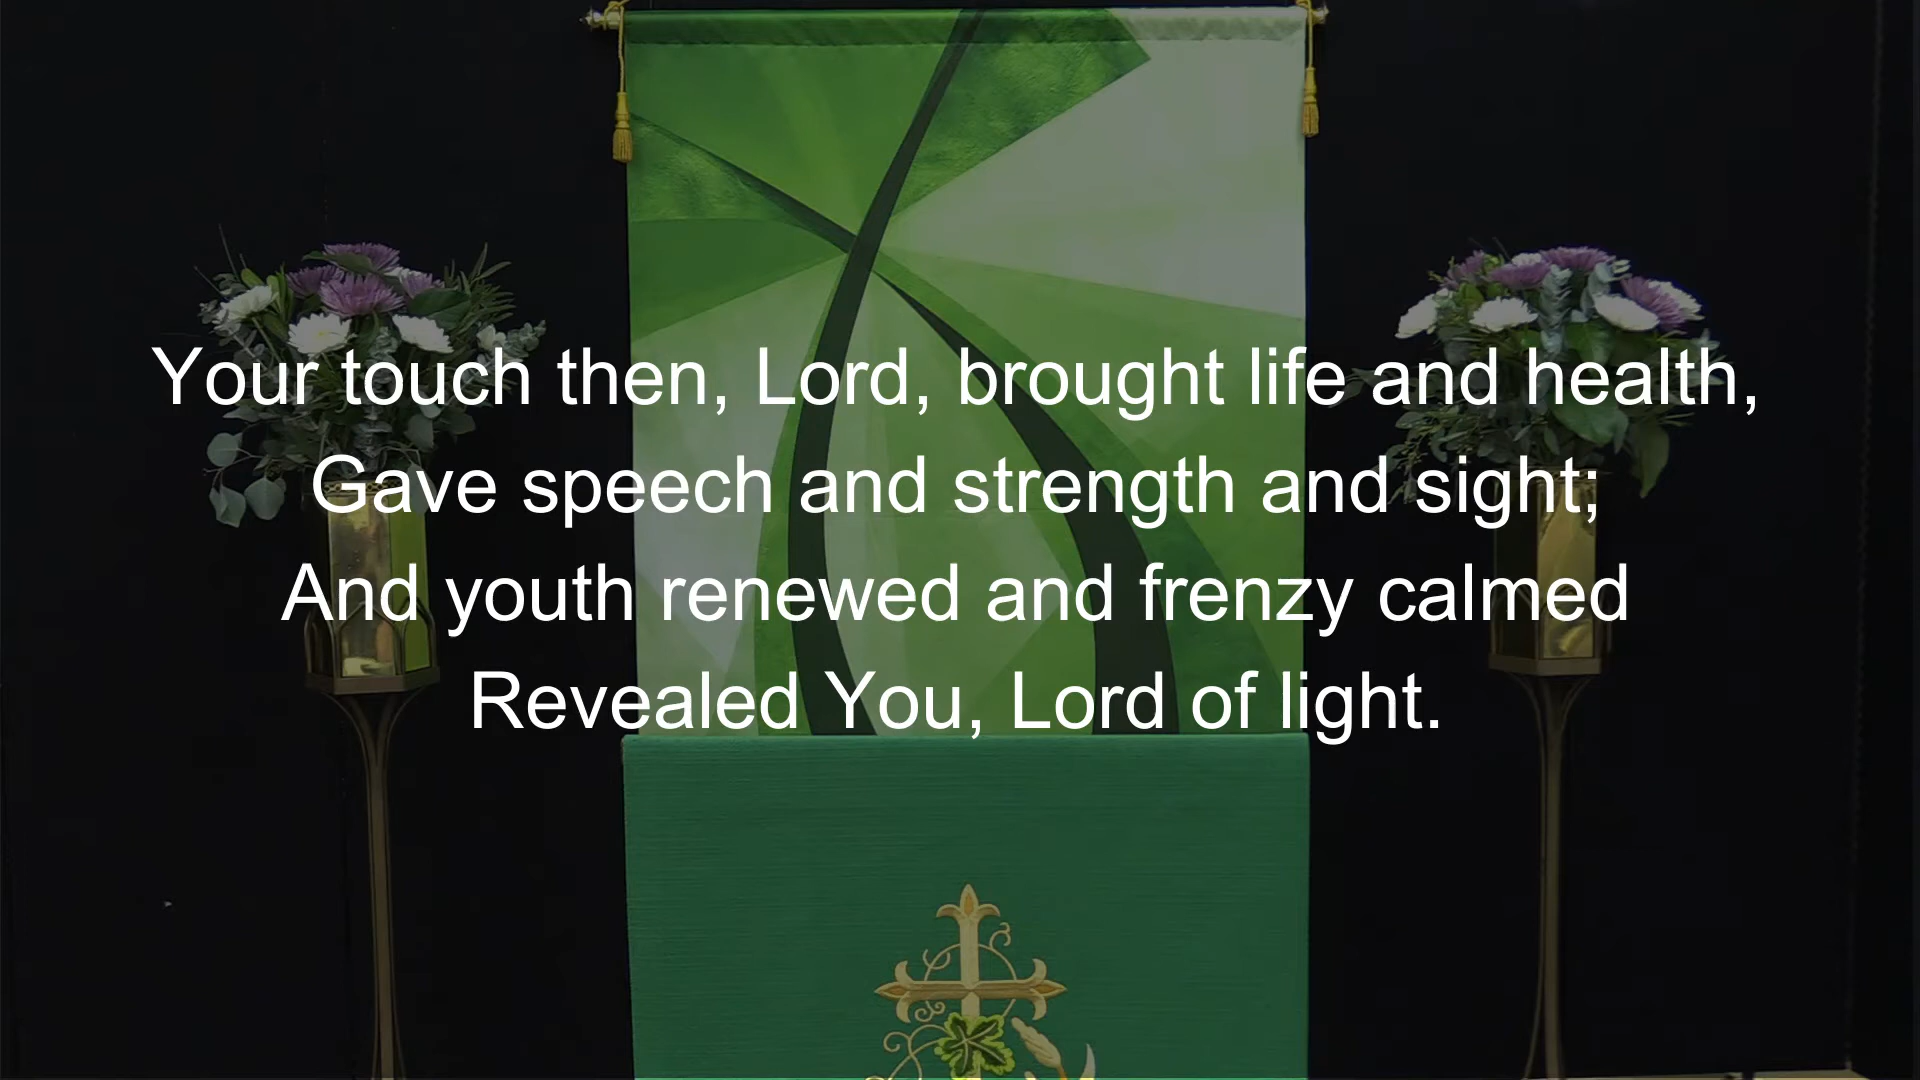 Your touch then, Lord, brought life and health,
Gave speech and strength and sight;
And youth renewed and frenzy calmed
Revealed You, Lord of light.